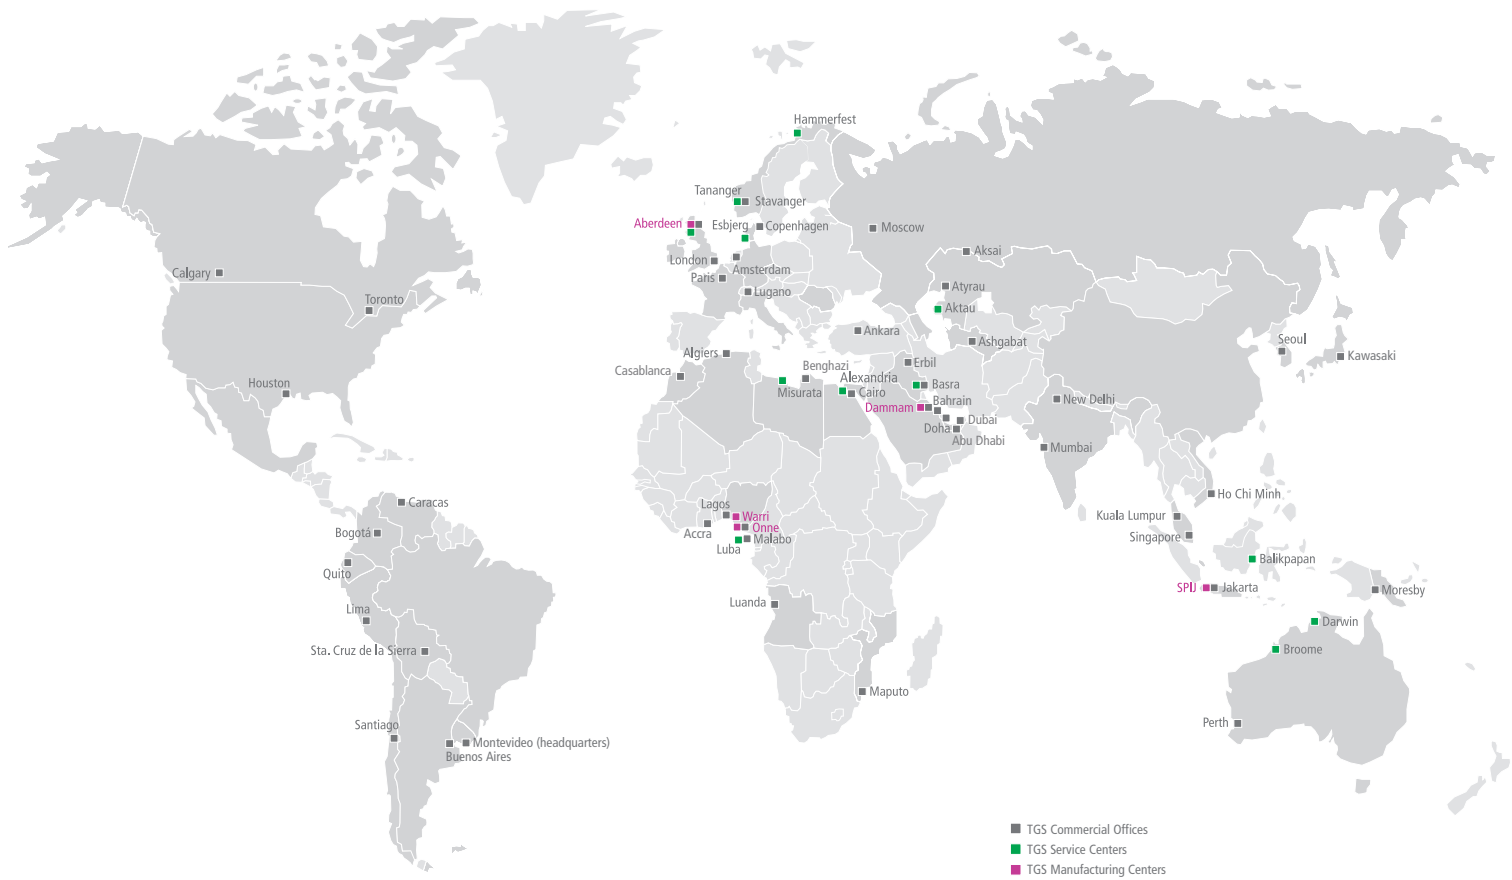 Hammerfest
Tananger
Stavanger
Aberdeen
Esbjerg
Copenhagen
Moscow
Aksai
London
Amsterdam
Calgary
Paris
Lugano
Atyrau
Toronto
Aktau
Ankara
Ashgabat
Seoul
Kawasaki
Algiers
Erbil
Casablanca
Benghazi
Alexandria
Houston
Misurata
Cairo
Basra
Dammam
Bahrain
New Delhi
Doha
Dubai
Abu Dhabi
Mumbai
Caracas
Lagos
Ho Chi Minh
Warri
Kuala Lumpur
Bogotá
Accra
Onne
Singapore
Luba
Malabo
Balikpapan
Quito
SPIJ
Jakarta
Moresby
Lima
Luanda
Darwin
Sta. Cruz de la Sierra
Broome
Maputo
Santiago
Perth
Montevideo (headquarters)
Buenos Aires
TGS Commercial Offices
TGS Service Centers
TGS Manufacturing Centers